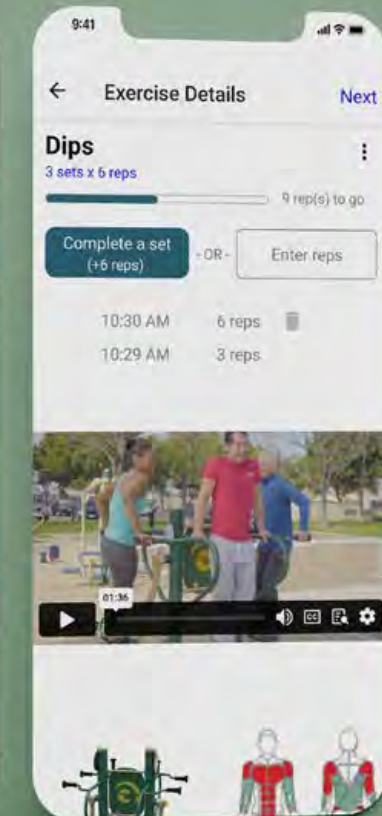 9:41
Exercise Details
Next
Dips
3 sets x 6 reps
9 rep(s) to go
Complete a set
(+6 reps)
- OR -
Enter reps
10:30 AM
6 reps
10:29 AM
3 reps
01:36
CC